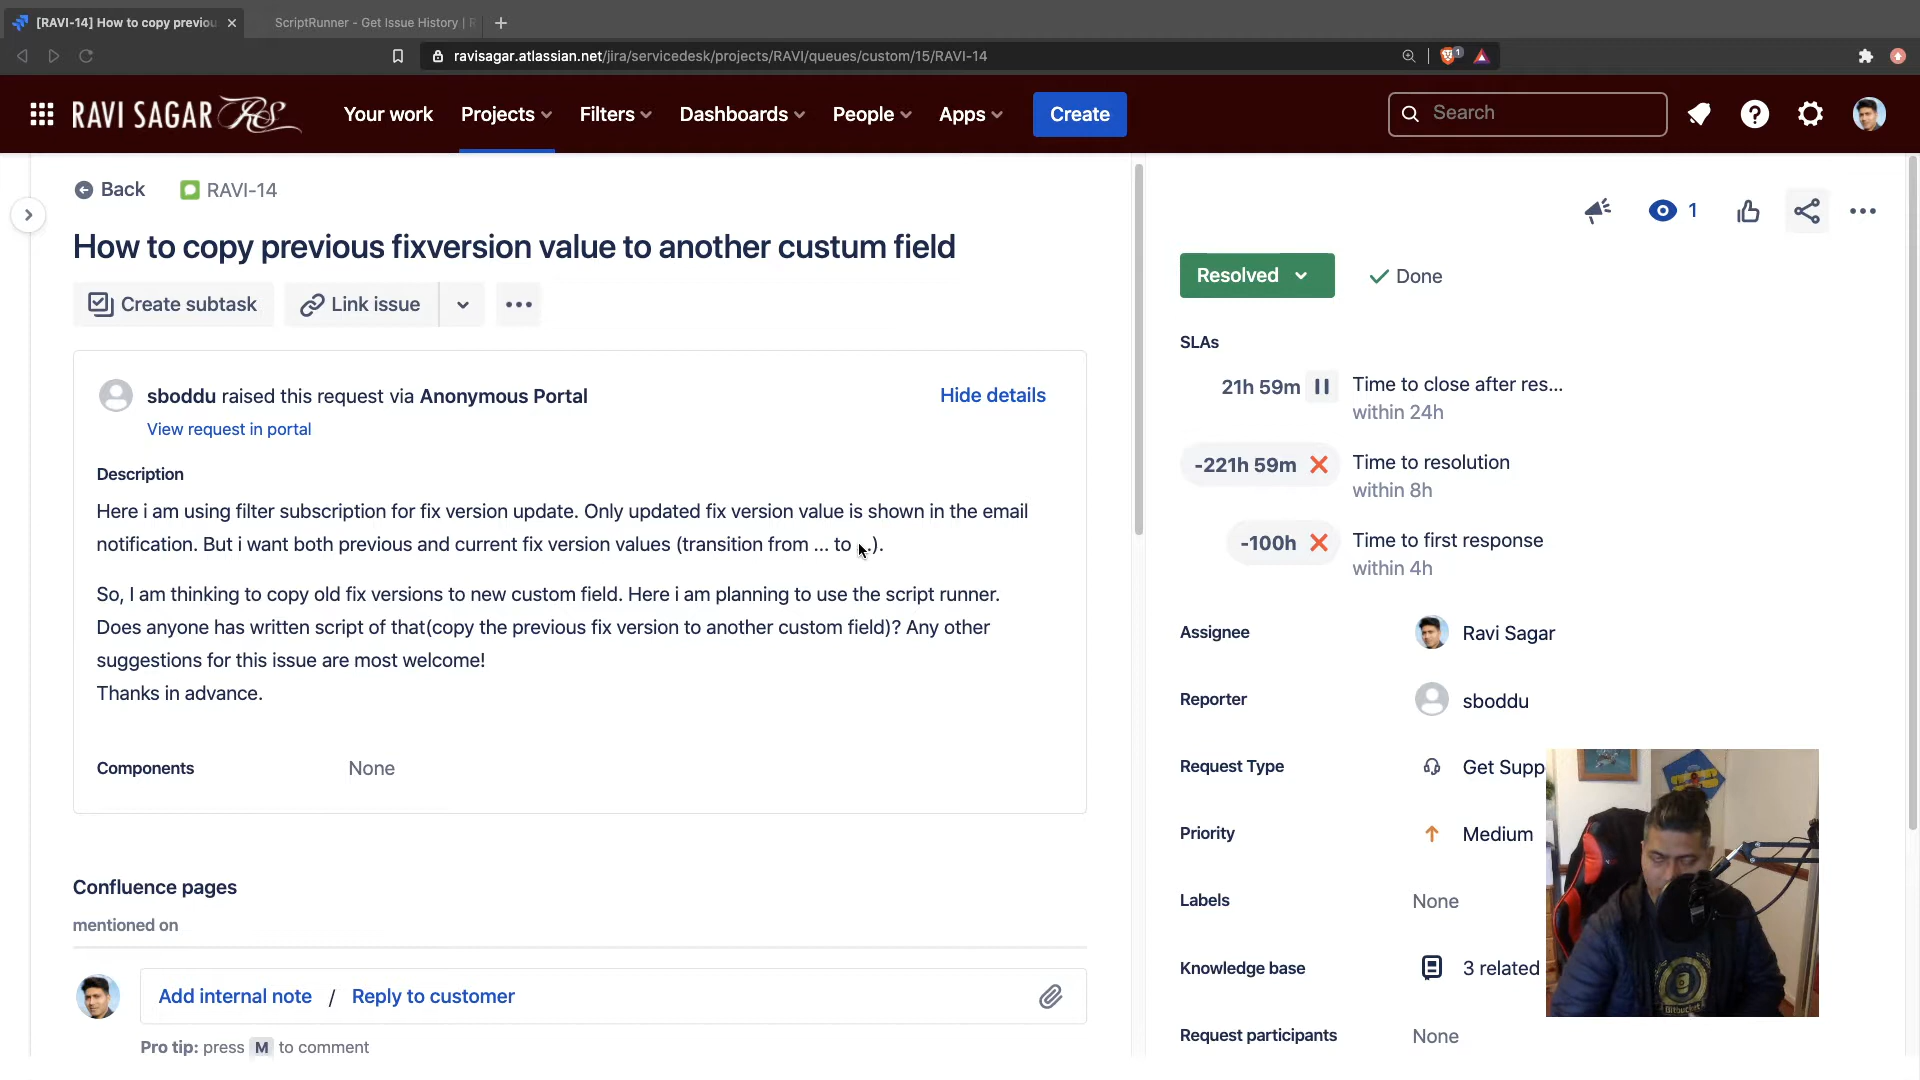 [RAVI-14] How to copy previou
ScriptRunner - Get Issue History |
ravisagar.atlassian.net/jira/servicedesk/projects/RAVI/queues/custom/15/RAVI-14
1
RAVI SAGAR RS
Your work
Projects
Filters
Dashboards
People
Apps
Create
Search
Back
RAVI-14
How to copy previous fixversion value to another custum field
Create subtask
Link issue
sboddu raised this request via Anonymous Portal
Hide details
View request in portal
Description
Here i am using filter subscription for fix version update. Only updated fix version value is shown in the email
notification. But i want both previous and current fix version values (transition from ... to ...).
So, I am thinking to copy old fix versions to new custom field. Here i am planning to use the script runner.
Does anyone has written script of that(copy the previous fix version to another custom field)? Any other
suggestions for this issue are most welcome!
Thanks in advance.
Components
None
Confluence pages
mentioned on
Add internal note / Reply to customer
Pro tip: press M to comment
1
Resolved
Done
SLAs
21h 59m
Time to close after res...
within 24h
-221h 59m
Time to resolution
within 8h
-100h
Time to first response
within 4h
Assignee
Ravi Sagar
Reporter
sboddu
Request Type
Get Supp
Priority
Medium
Labels
None
Knowledge base
3 related
Request participants
None
Bitbucket